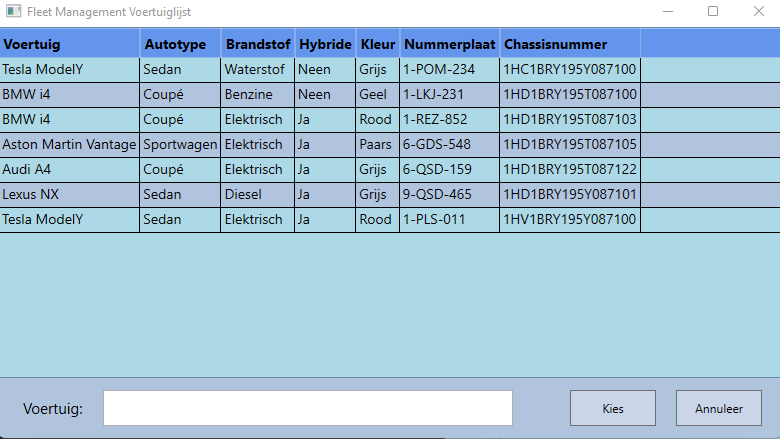 Fleet Management Voertuiglijst
Voertuig Autotype Brandstof Hybride Kleur Nummerplaat Chassisnummer
Tesla ModelY Sedan Waterstof Neen Grijs 1-POM-234 1HC1BRY195Y087100
BMW i4 Coupé Benzine Neen Geel 1-LKJ-231 1HD1BRY195T087100
BMW i4 Coupé Elektrisch Ja Rood 1-REZ-852 1HD1BRY195T087103
Aston Martin Vantage Sportwagen Elektrisch Ja Paars 6-GDS-548 1HD1BRY195T087105
Audi A4 Coupé Elektrisch Ja Grijs 6-QSD-159 1HD1BRY195T087122
Lexus NX Sedan Diesel Ja Grijs 9-QSD-465 1HD1BRY195Y087101
Tesla ModelY Sedan Elektrisch Ja Rood 1-PLS-011 1HV1BRY195Y087100
Voertuig: Kies Annuleer